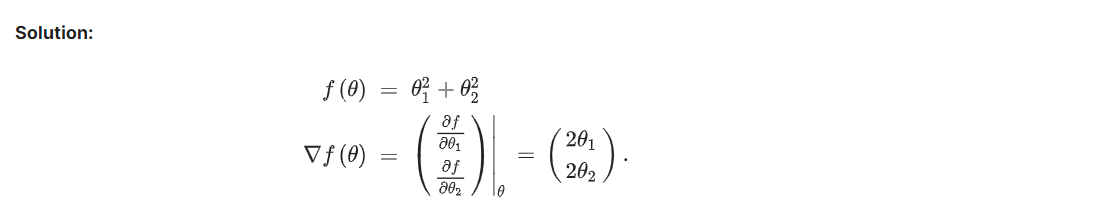 Solution:
f (θ) = θ₁² + θ₂²
∇f (θ) = ( ∂f/∂θ₁ ∂f/∂θ₂ ) |θ = ( 2θ₁ 2θ₂ ) .